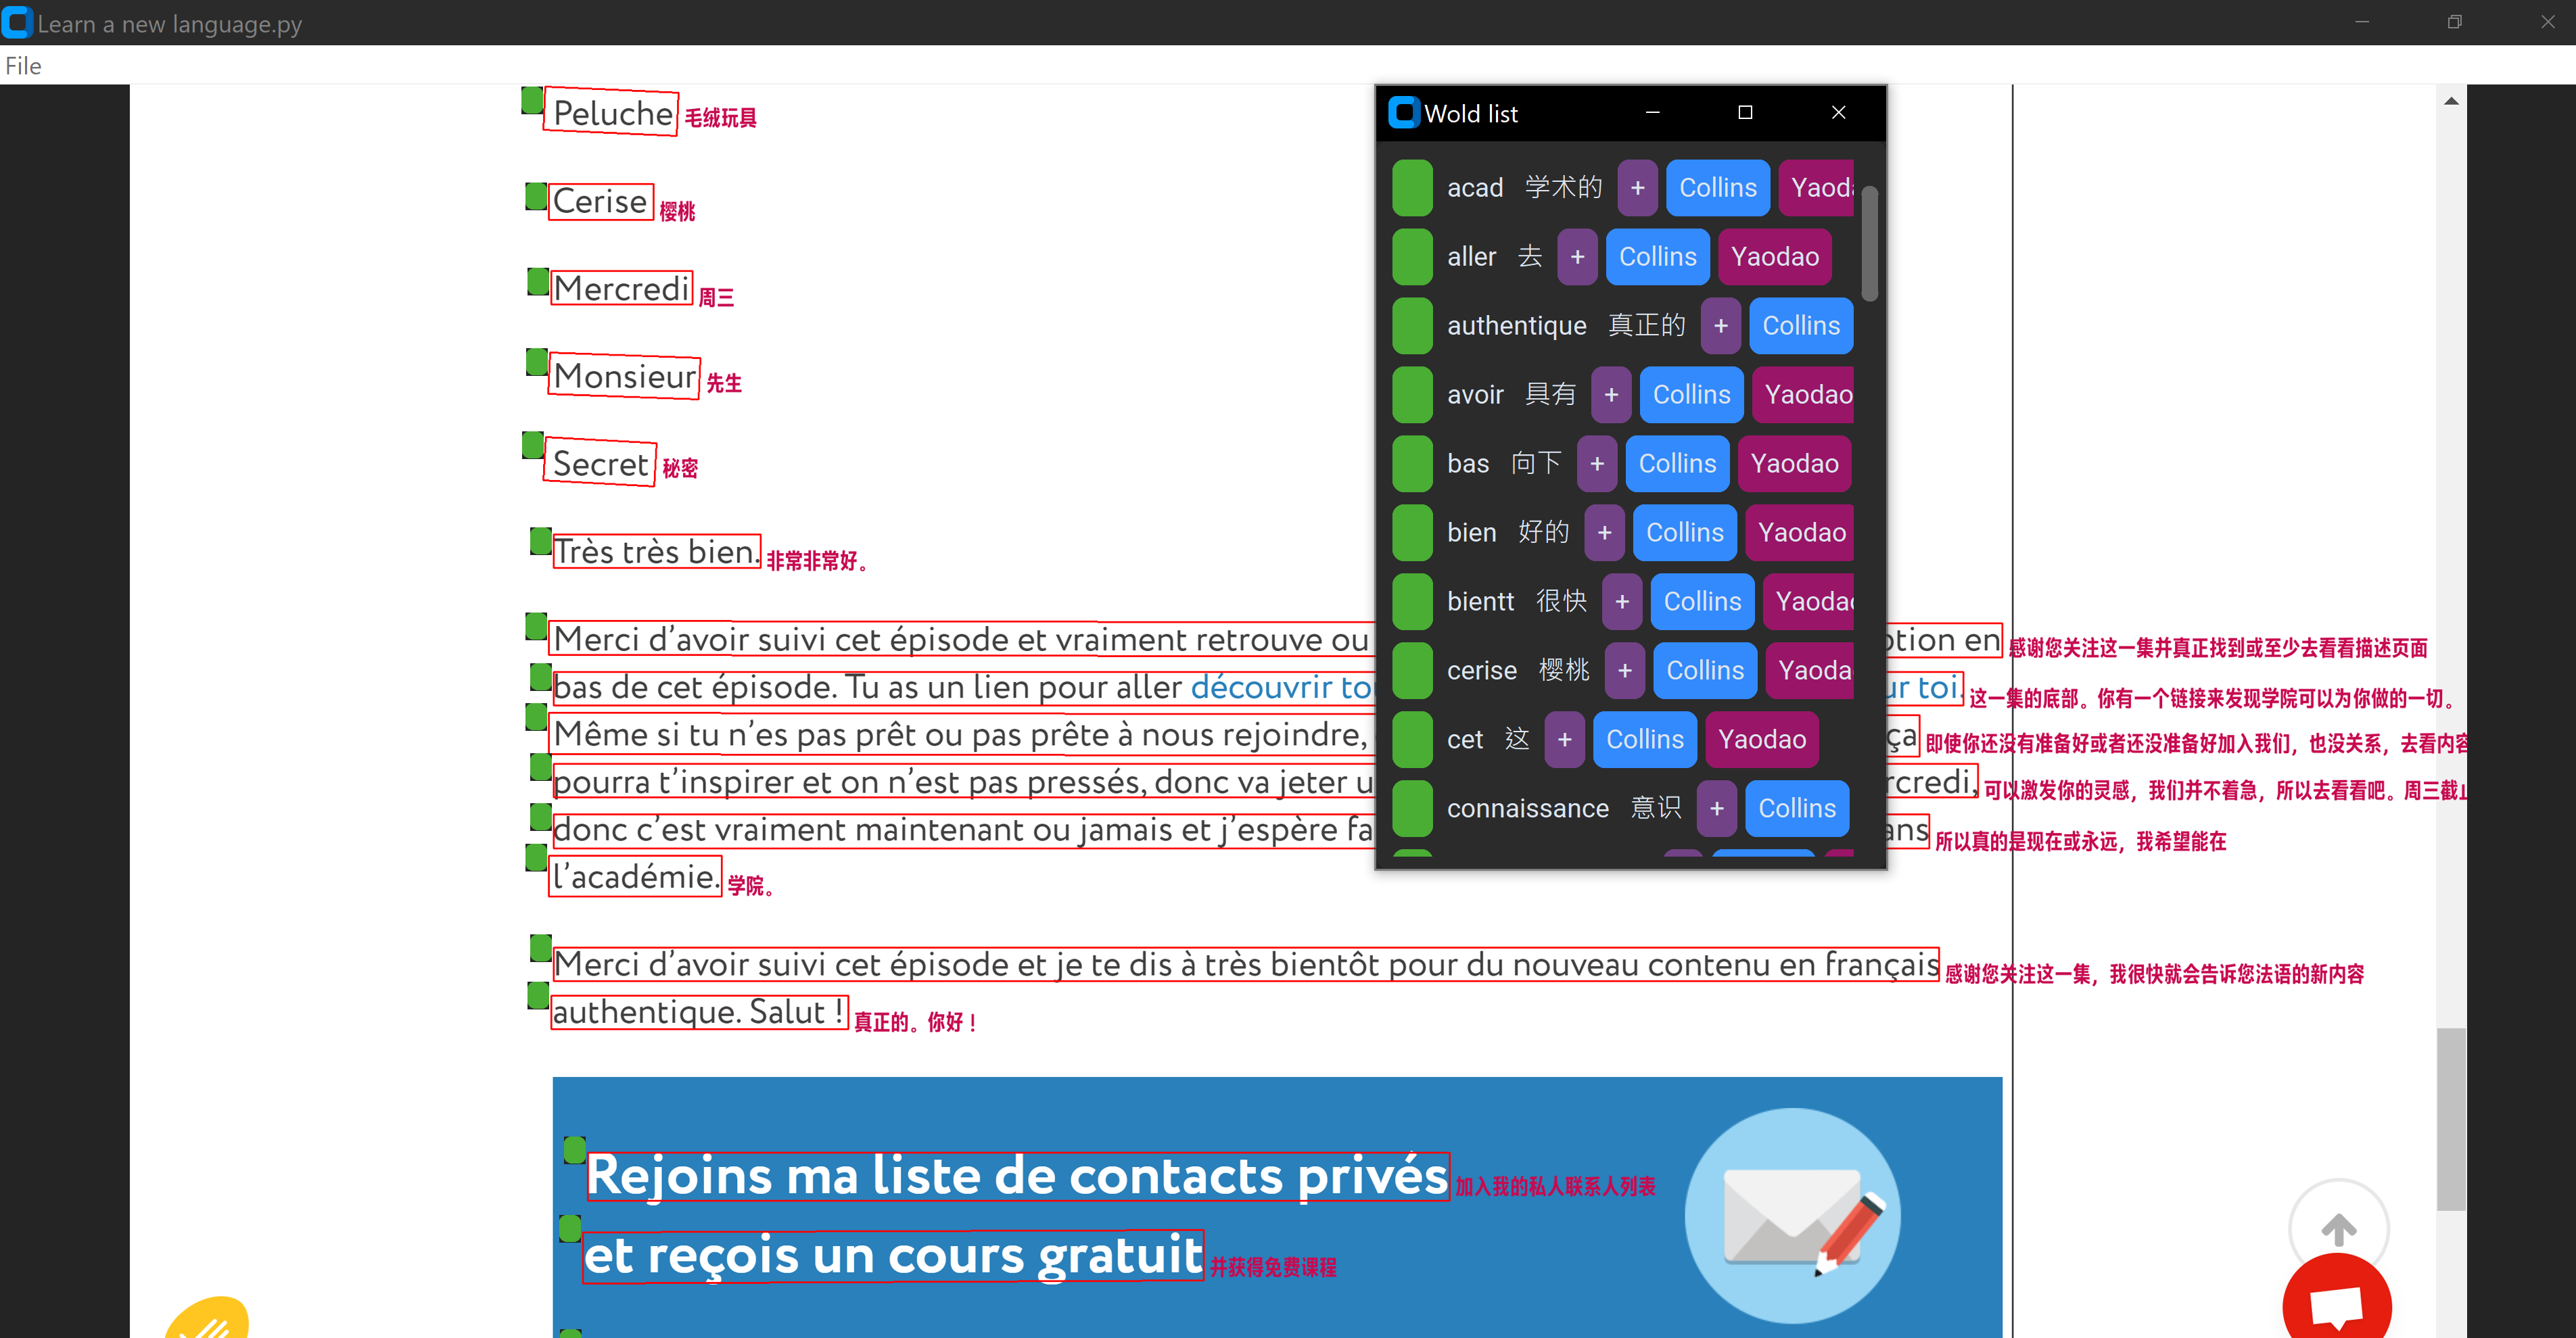 Learn a new language.py
File
Peluche 毛绒玩具
Cerise 樱桃
Mercredi 周三
Monsieur 先生
Secret 秘密
Très très bien. 非常非常好。
Merci d’avoir suivi cet épisode et vraiment retrouve ou
en 感谢您关注这一集并真正找到或至少去看看描述页面
bas de cet épisode. Tu as un lien pour aller découvrir
toi. 这一集的底部。你有一个链接来发现学院可以为你做的一切。
Même si tu n’es pas prêt ou pas prête à nous rejoindre,
ça 即使你还没有准备好或者还没准备好加入我们，也没关系，去看内容
pourra t’inspirer et on n’est pas pressés, donc va jeter
可以激发你的灵感，我们并不着急，所以去看看吧。周三截止
donc c’est vraiment maintenant ou jamais et j’espère
所以真的是现在或永远，我希望能在
l’académie. 学院。
Merci d’avoir suivi cet épisode et je te dis à très bientôt pour du nouveau contenu en français 感谢您关注这一集，我很快就会告诉您法语的新内容
authentique. Salut ! 真正的。你好！
Rejoins ma liste de contacts privés 加入我的私人联系人列表
et reçois un cours gratuit 并获得免费课程
Wold list
acad 学术的 + Collins Yaoda
aller 去 + Collins Yaodao
authentique 真正的 + Collins
avoir 具有 + Collins Yaodao
bas 向下 + Collins Yaodao
bien 好的 + Collins Yaodao
bientt 很快 + Collins Yaodao
cerise 樱桃 + Collins Yaoda
cet 这 + Collins Yaodao
connaissance 意识 + Collins